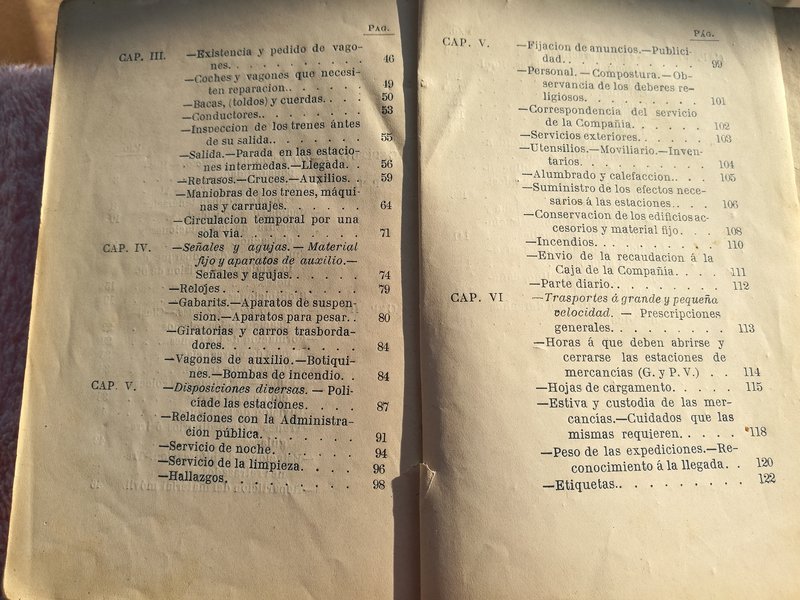 PÁG.
CAP. III. —Existencia y pedido de vago-
nes. . . . . . . . . . 46
—Coches y vagones que necesi-
ten reparacion. . . . . . . 49
—Bacas, (toldos) y cuerdas. . . . 50
—Conductores. . . . . . . . 53
—Inspeccion de los trenes ántes
de su salida. . . . . . . . 55
—Salida.—Parada en las estacio-
nes intermedas.—Llegada. . 56
—Retrasos.—Cruces.—Auxilios. . 59
—Maniobras de los trenes, máqui-
nas y carruajes. . . . . . . 64
—Circulacion temporal por una
sola via. . . . . . . . . . 71
CAP. IV. —Señales y agujas. — Material
fijo y aparatos de auxilio.—
Señales y agujas. . . . . . 74
—Relojes. . . . . . . . . . 79
—Gabarits.—Aparatos de suspen-
sion.—Aparatos para pesar. . 80
—Giratorias y carros trasborda-
dores. . . . . . . . . . . 84
—Vagones de auxilio.—Botiqui-
nes.—Bombas de incendio. . 84
CAP. V. —Disposiciones diversas. — Poli-
ciade las estaciones. . . . . 87
—Relaciones con la Administra-
cion pública. . . . . . . . 91
—Servicio de noche. . . . . . 94
—Servicio de la limpieza. . . . 96
—Hallazgos. . . . . . . . . 98
PÁG.
CAP. V. —Fijacion de anuncios.—Publici-
dad. . . . . . . . . . . 99
—Personal. — Compostura. — Ob-
servancia de los deberes re-
ligiosos. . . . . . . . . . 101
—Correspondencia del servicio
de la Compañía. . . . . . . 102
—Servicios exteriores. . . . . . 103
—Utensilios.—Moviliario.—Inven-
tarios. . . . . . . . . . . 104
—Alumbrado y calefaccion. . . 105
—Suministro de los efectos nece-
sarios á las estaciones. . . . 106
—Conservacion de los edificios ac-
cesorios y material fijo. . . . 108
—Incendios. . . . . . . . . . 110
—Envio de la recaudacion á la
Caja de la Compañía. . . . . 111
—Parte diario. . . . . . . . . 112
CAP. VI —Trasportes á grande y pequeña
velocidad. — Prescripciones
generales. . . . . . . . . 113
—Horas á que deben abrirse y
cerrarse las estaciones de
mercancías (G. y P. V.) . . 114
—Hojas de cargamento. . . . . 115
—Estiva y custodia de las mer-
cancías.—Cuidados que las
mismas requieren. . . . . . 118
—Peso de las expediciones.—Re-
conocimiento á la llegada. . 120
—Etiquetas. . . . . . . . . . 122